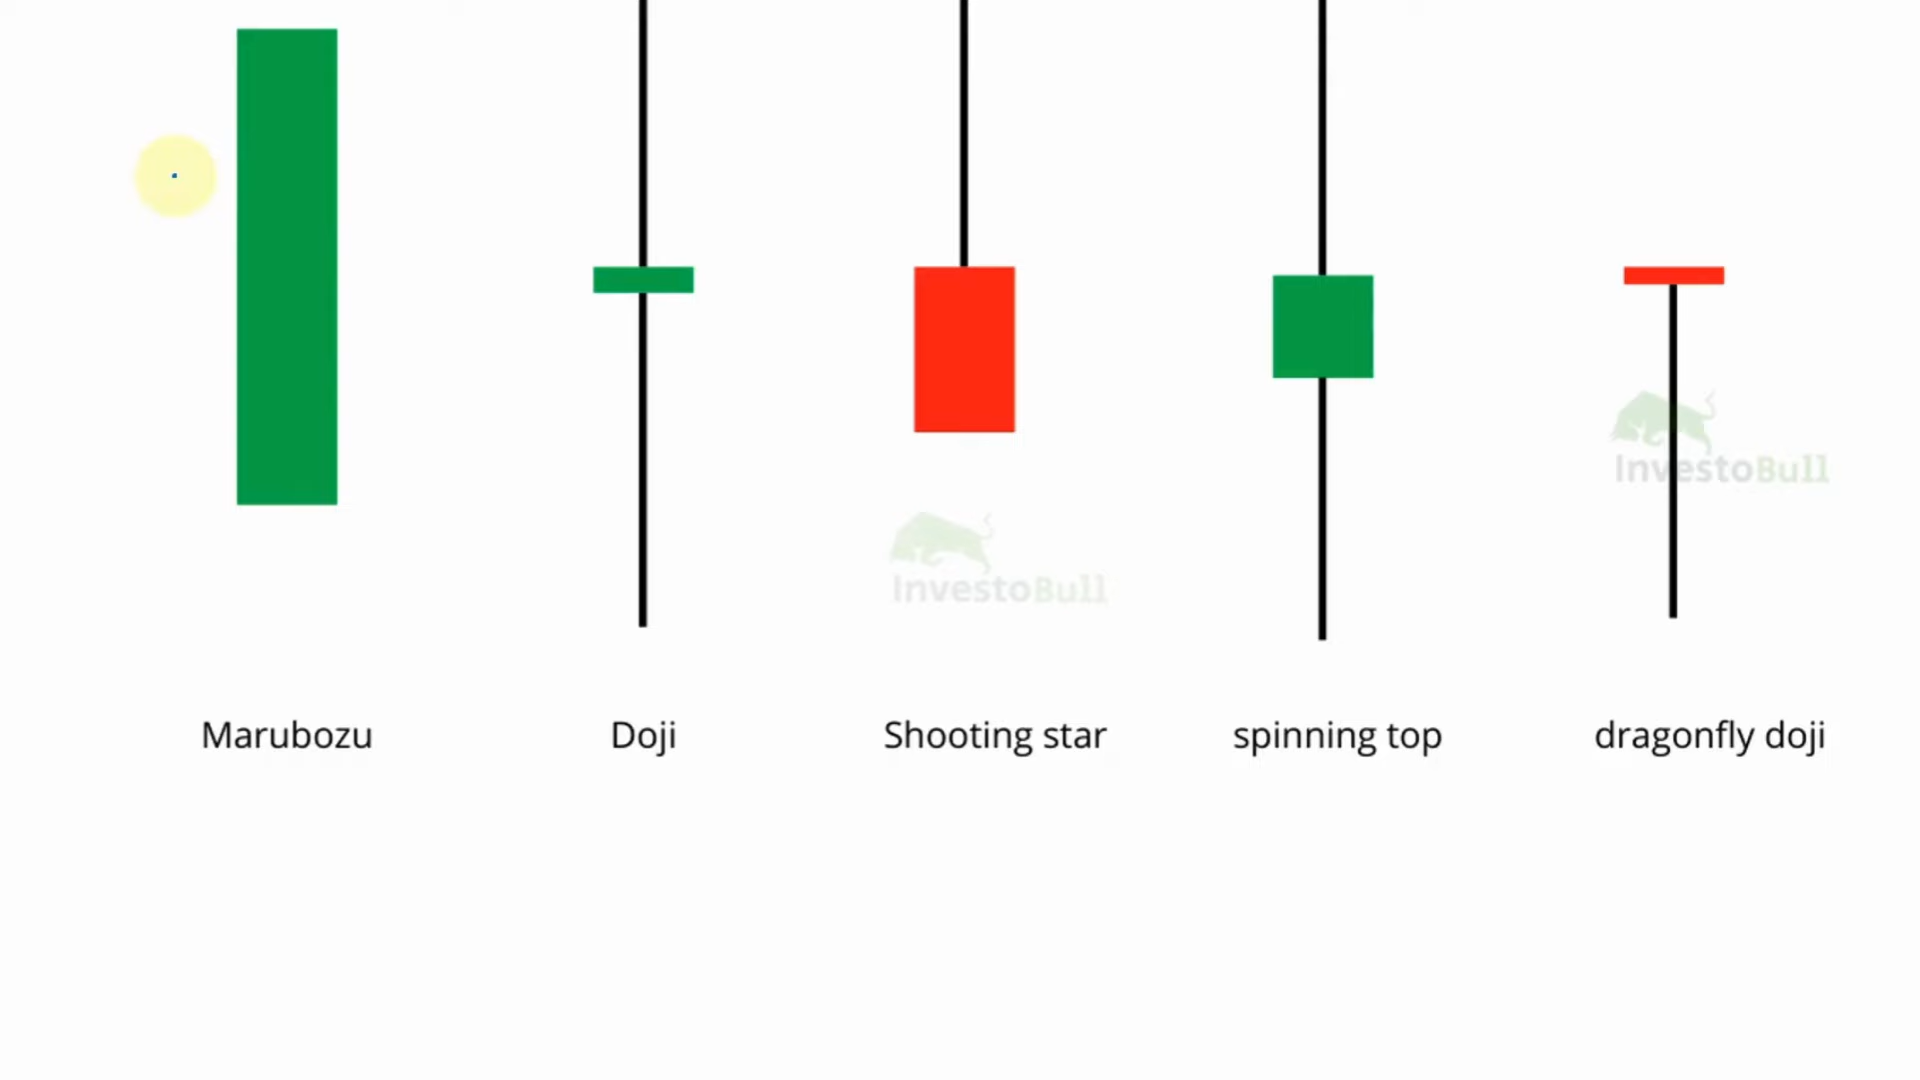 InvestoBull
InvestoBull
Marubozu
Doji
Shooting star
spinning top
dragonfly doji